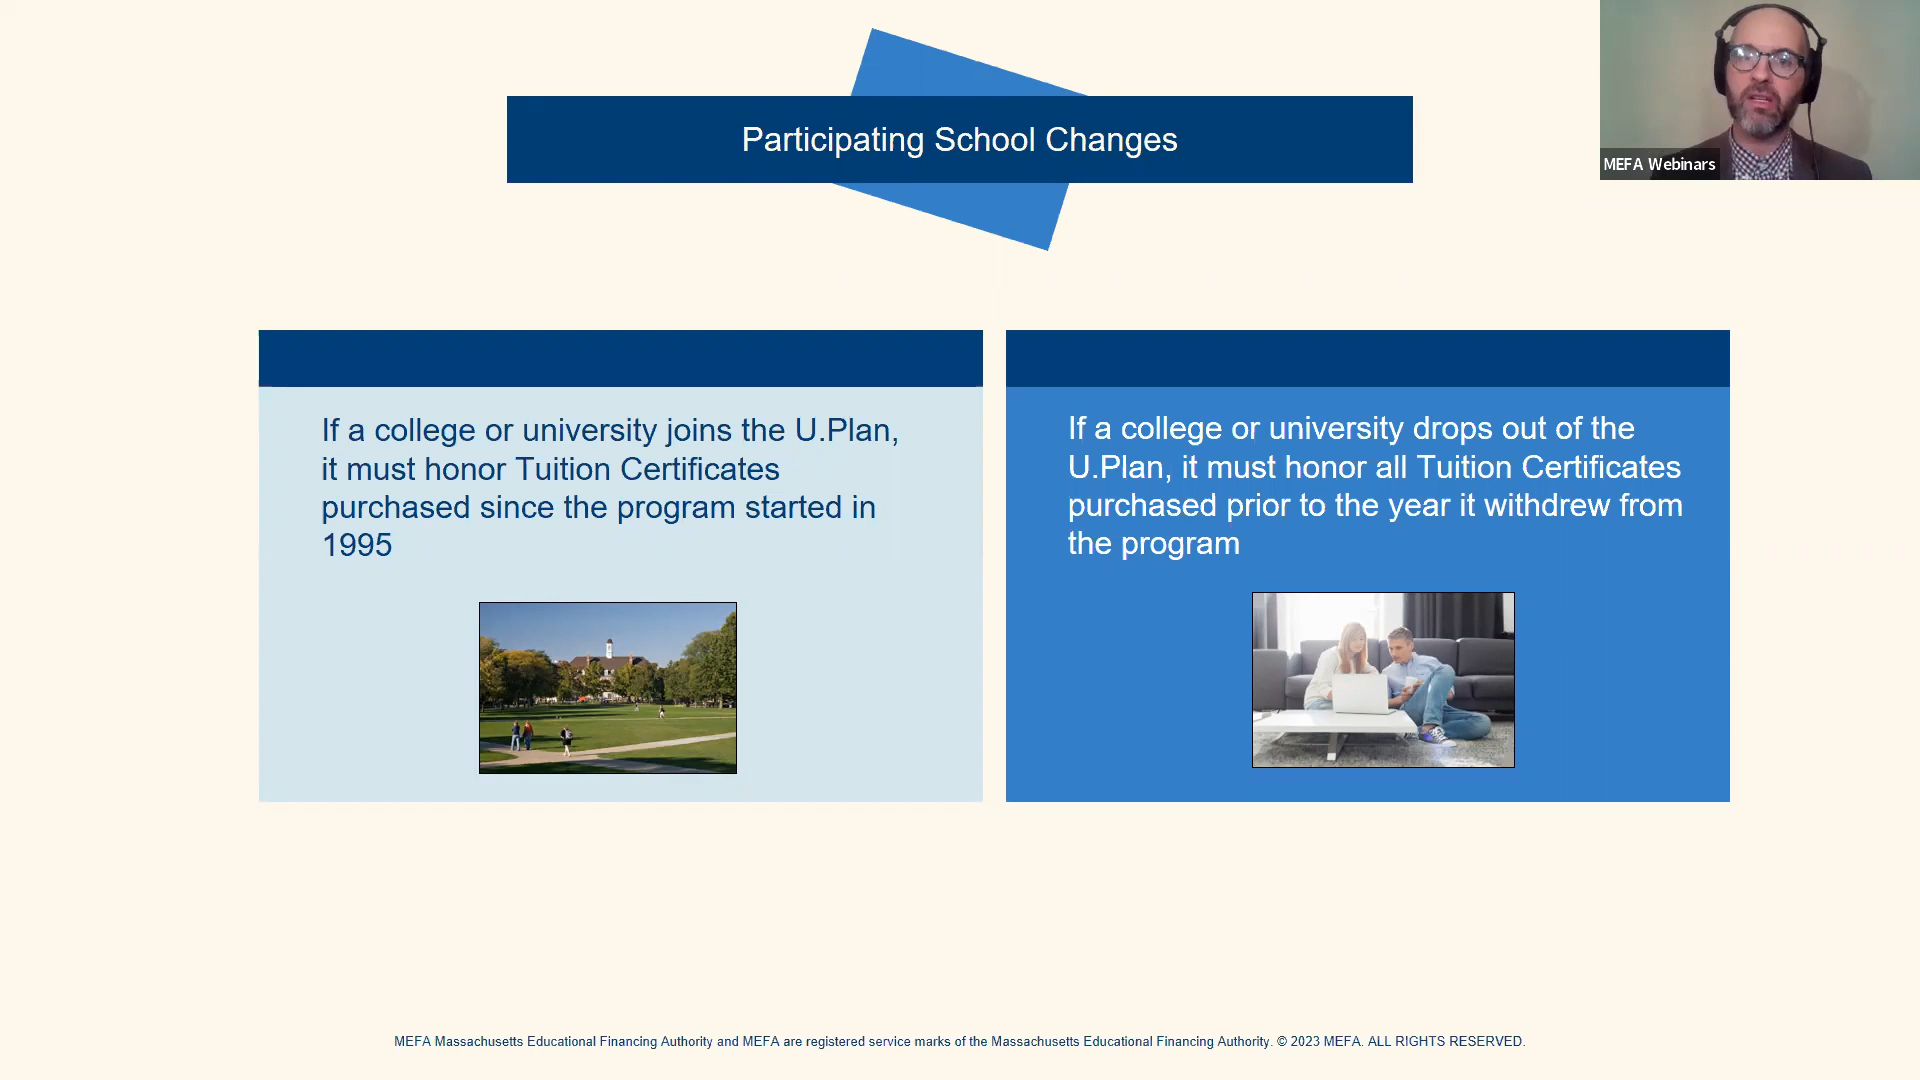 Participating School Changes
MEFA Webinars
If a college or university joins the U.Plan,
it must honor Tuition Certificates
purchased since the program started in
1995
If a college or university drops out of the
U.Plan, it must honor all Tuition Certificates
purchased prior to the year it withdrew from
the program
MEFA Massachusetts Educational Financing Authority and MEFA are registered service marks of the Massachusetts Educational Financing Authority. © 2023 MEFA. ALL RIGHTS RESERVED.